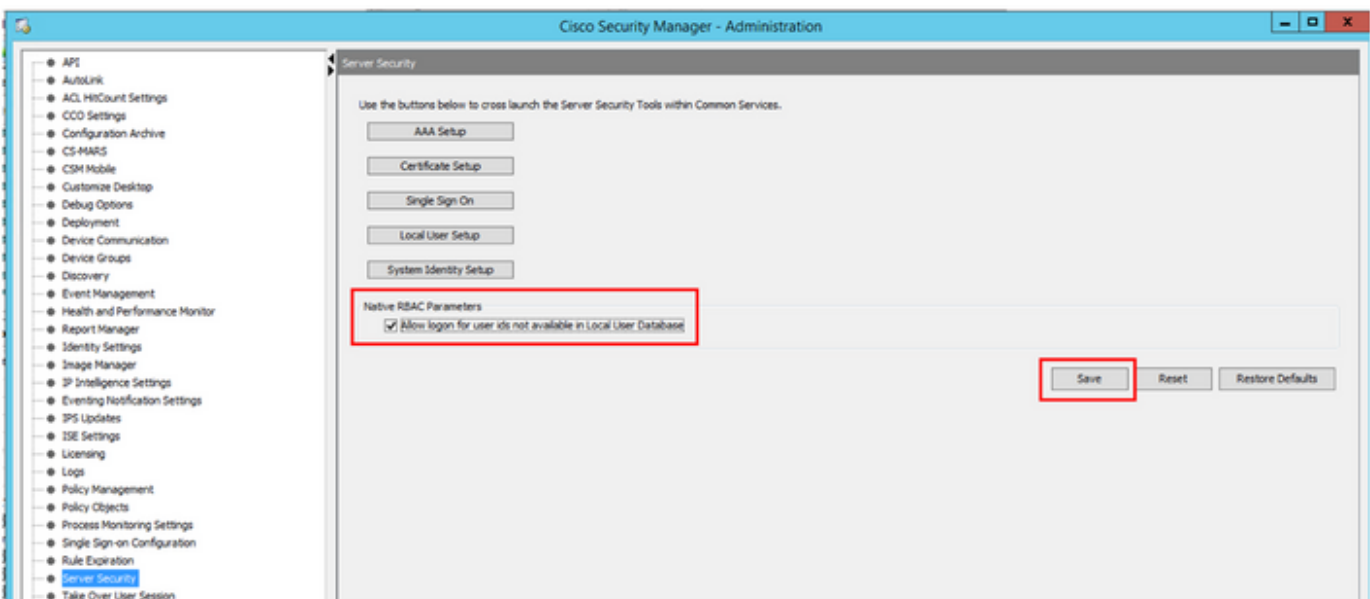 Cisco Security Manager - Administration
API
AutoLink
ACL HitCount Settings
CCO Settings
Configuration Archive
CS-MARS
CSM Mobile
Customize Desktop
Debug Options
Deployment
Device Communication
Device Groups
Discovery
Event Management
Health and Performance Monitor
Report Manager
Identity Settings
Image Manager
IP Intelligence Settings
Eventing Notification Settings
IPS Updates
ISE Settings
Licensing
Logs
Policy Management
Policy Objects
Process Monitoring Settings
Single Sign-on Configuration
Rule Expiration
Server Security
Take Over User Session
Server Security
Use the buttons below to cross launch the Server Security Tools within Common Services.
AAA Setup
Certificate Setup
Single Sign On
Local User Setup
System Identity Setup
Native RBAC Parameters
Allow logon for user ids not available in Local User Database
Save Reset Restore Defaults